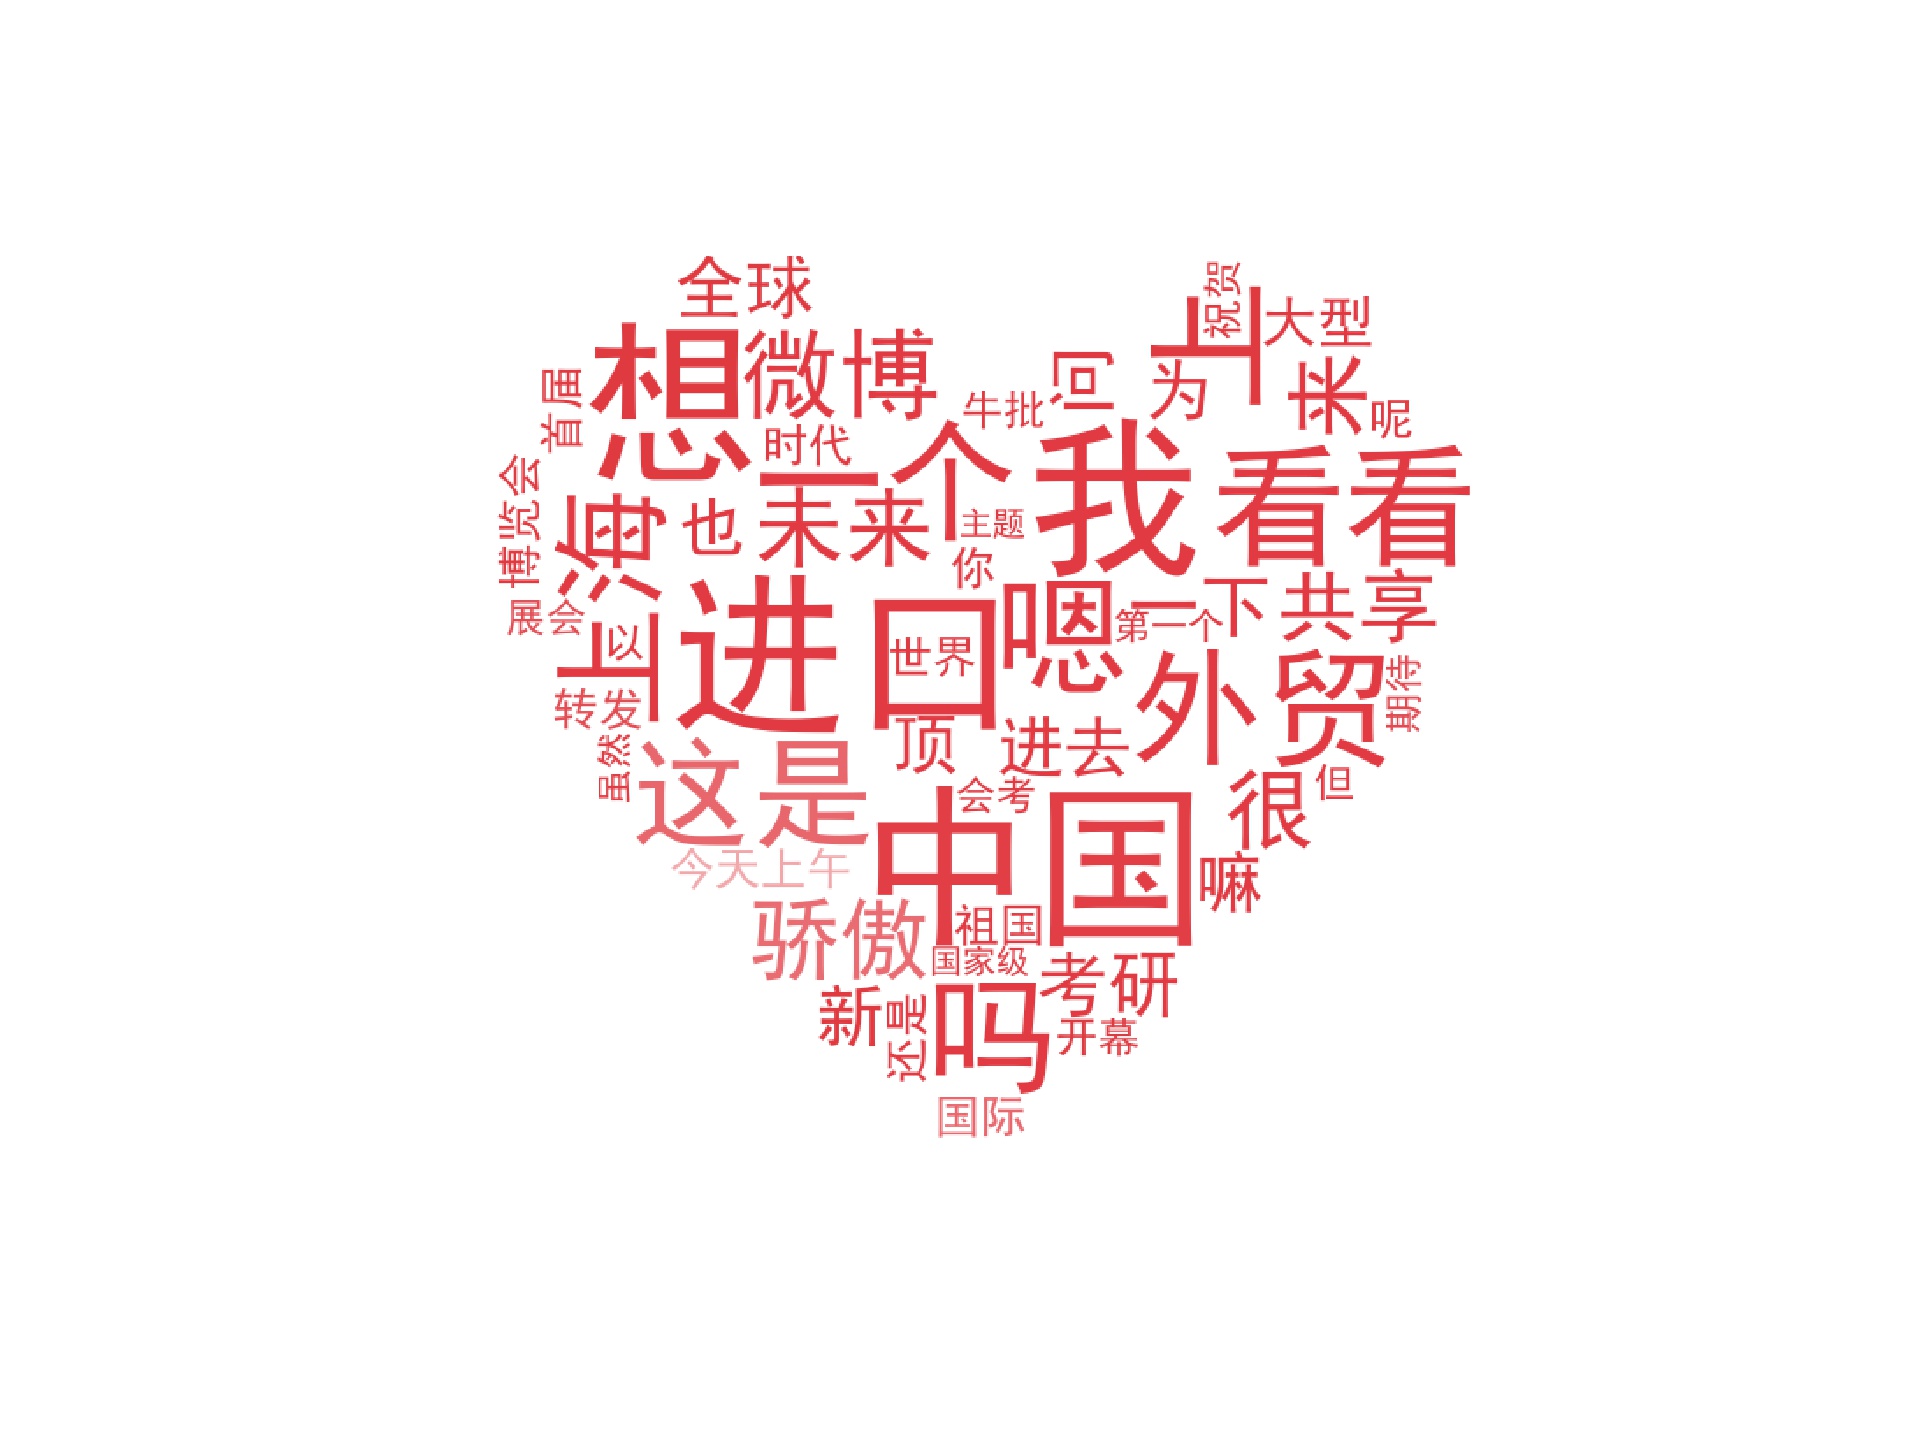 全球
祝贺
上
大型
想
微博
问
为
来
首届
牛批
呢
时代
一个
我
看看
博览会
上海
也
未来
主题
你
展会
以
进口
世界
嗯
第一个
一下
共享
转发
外贸
期待
虽然
这是
顶
进去
会考
很
但
今天上午
中国
嘛
骄傲
祖国
国家级
考研
新
还是
吗
开幕
国际